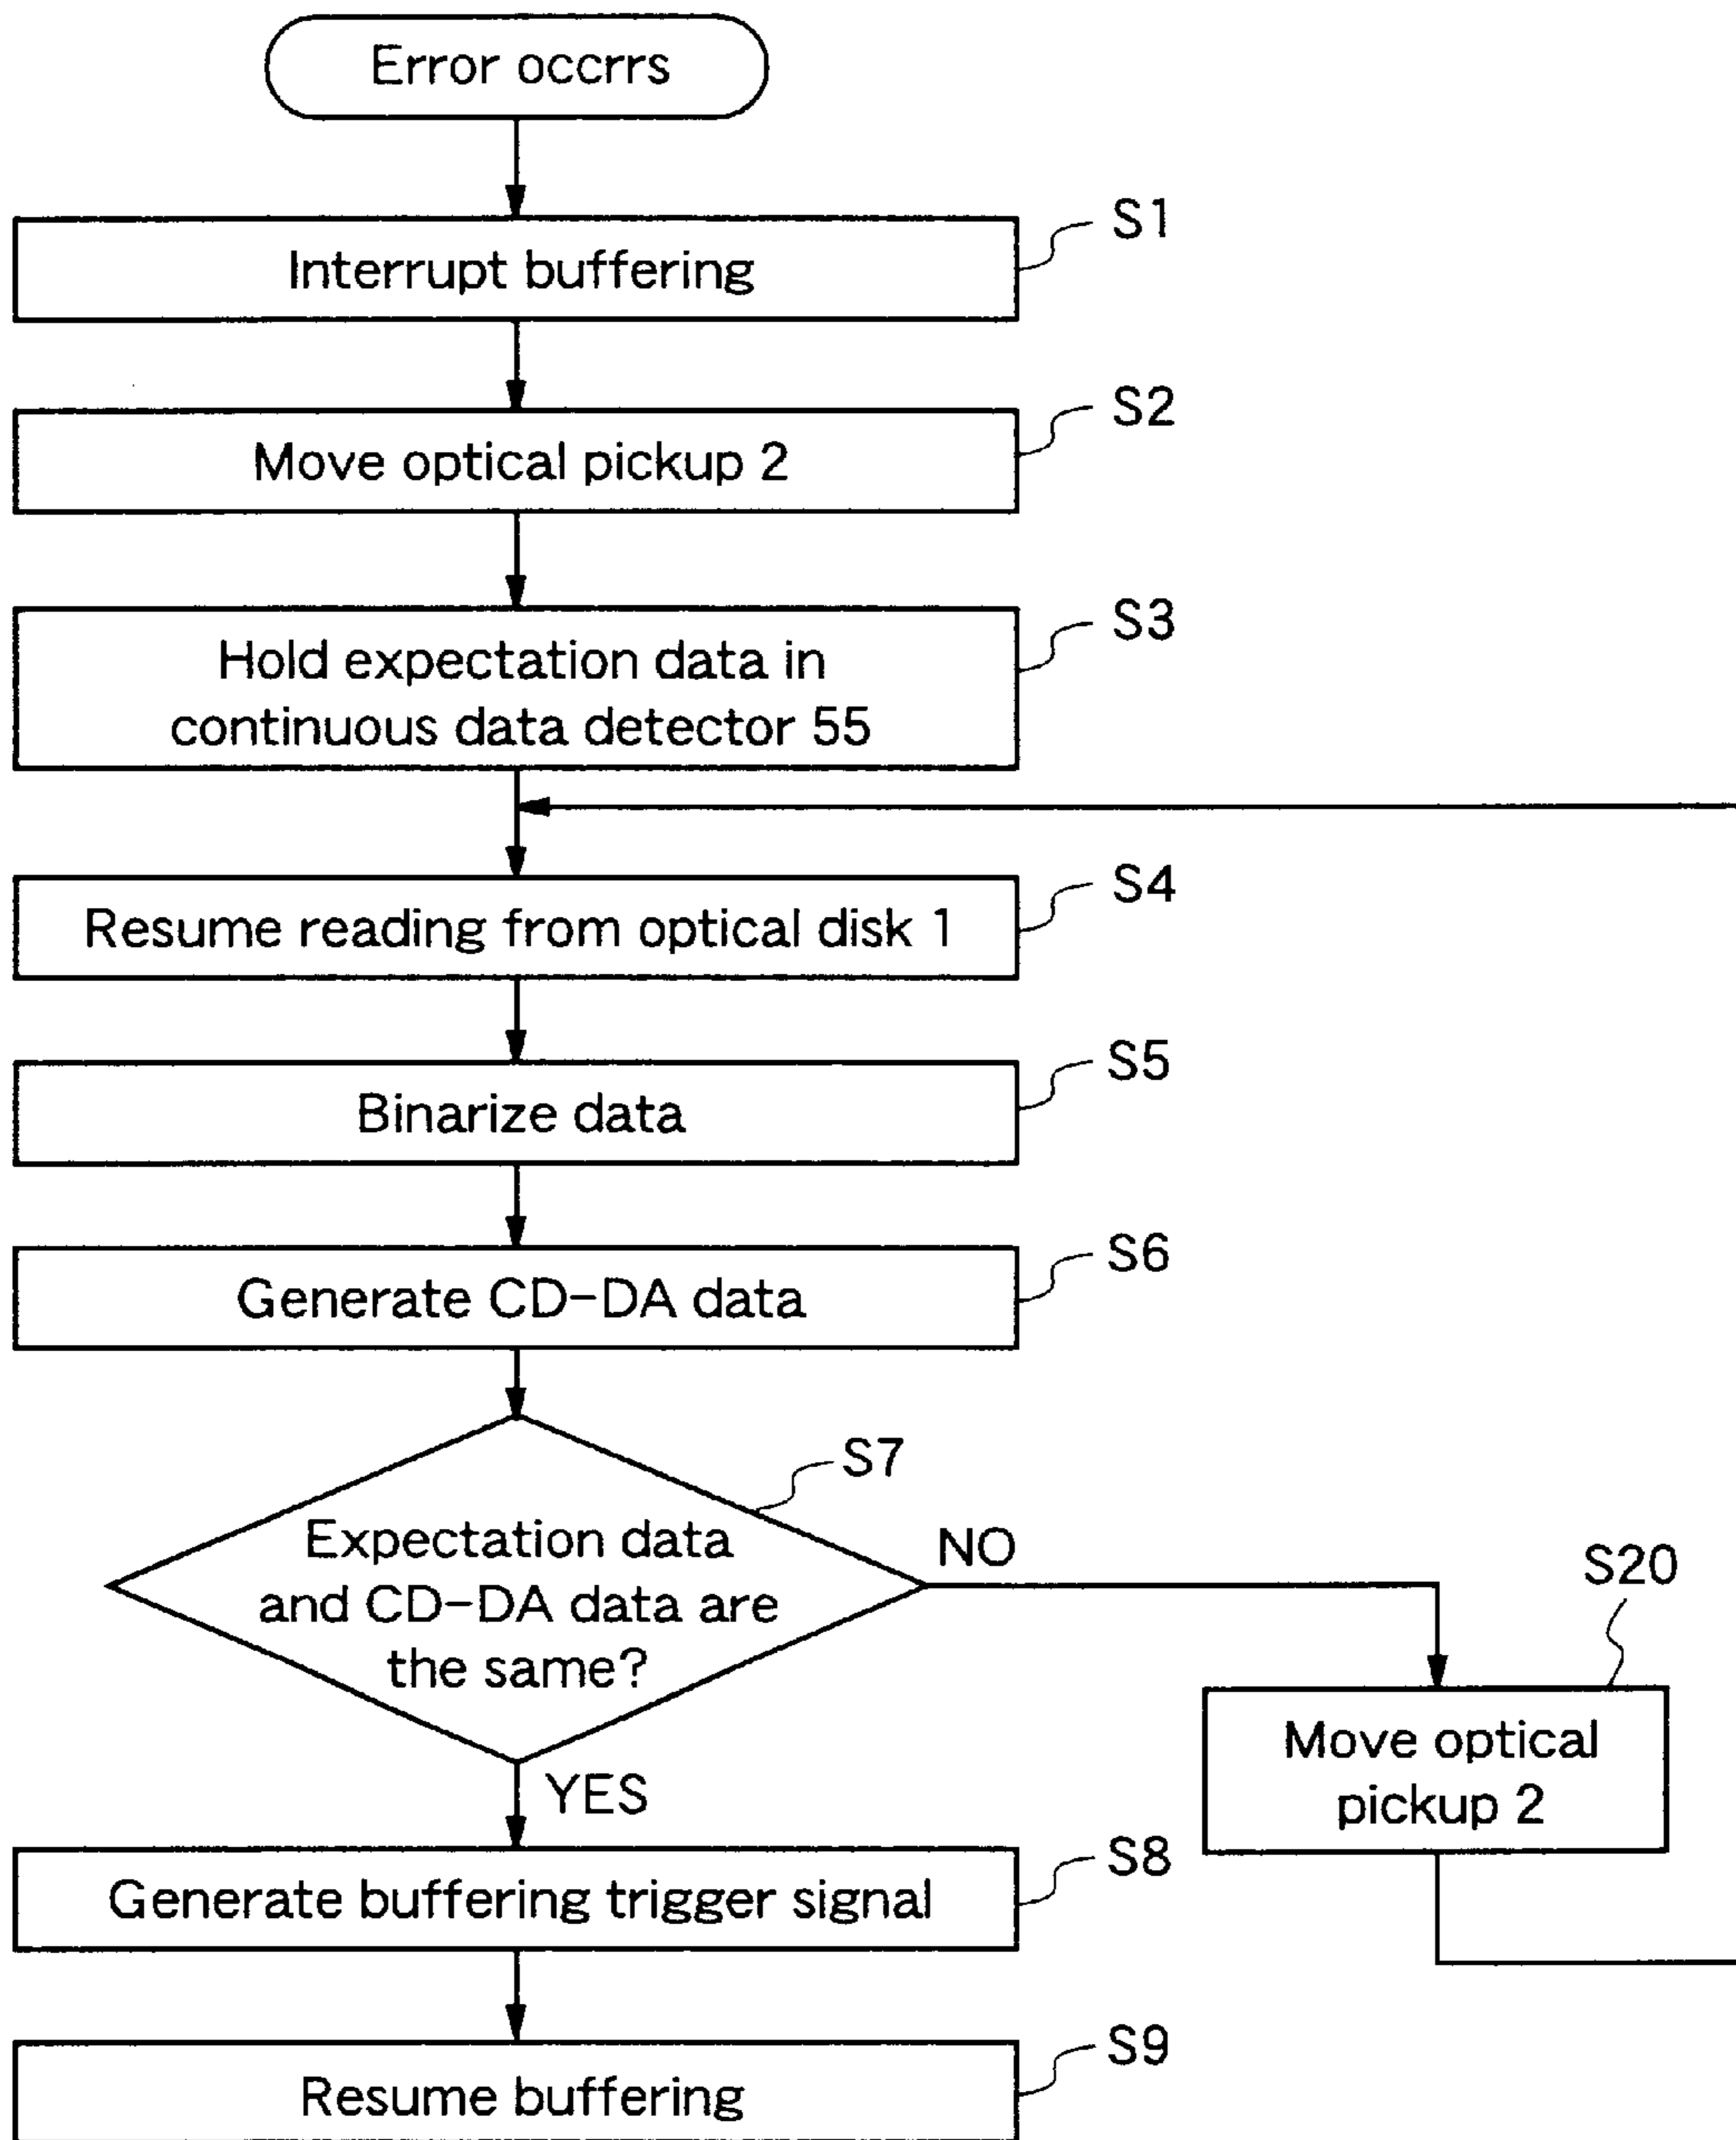 Error occrrs
S1
Interrupt buffering
S2
Move optical pickup 2
S3
Hold expectation data in
continuous data detector 55
S4
Resume reading from optical disk 1
S5
Binarize data
S6
Generate CD-DA data
S7
Expectation data
and CD-DA data are
the same?
NO
S20
Move optical
pickup 2
YES
S8
Generate buffering trigger signal
S9
Resume buffering